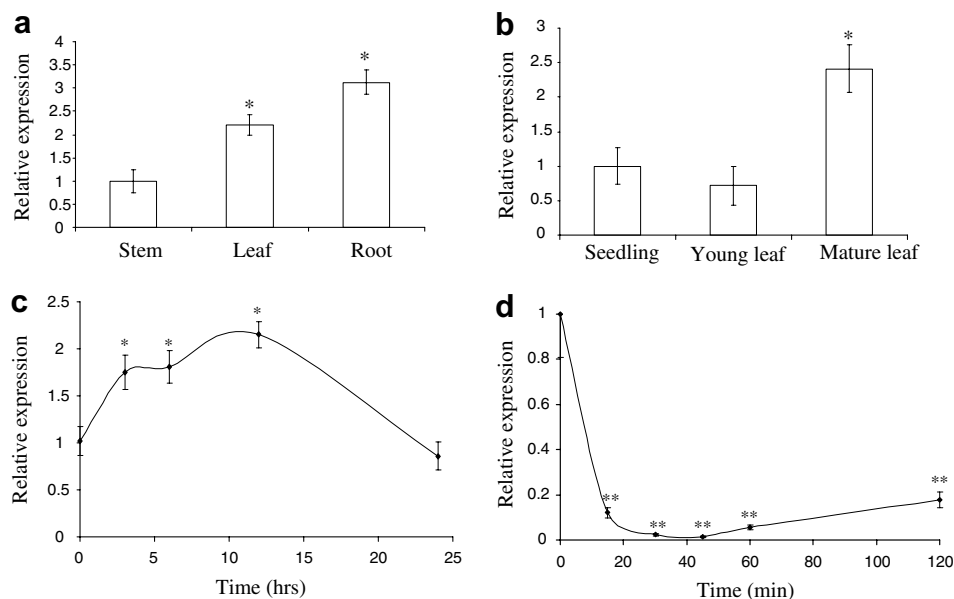 a
Relative expression
4
3.5
3
2.5
2
1.5
1
0.5
0
*
*
Stem Leaf Root
b
Relative expression
3
2.5
2
1.5
1
0.5
0
*
Seedling Young leaf Mature leaf
c
Relative expression
2.5
2
1.5
1
0.5
0
* * *
0 5 10 15 20 25
Time (hrs)
d
Relative expression
1
0.8
0.6
0.4
0.2
0
** ** ** ** **
0 20 40 60 80 100 120
Time (min)